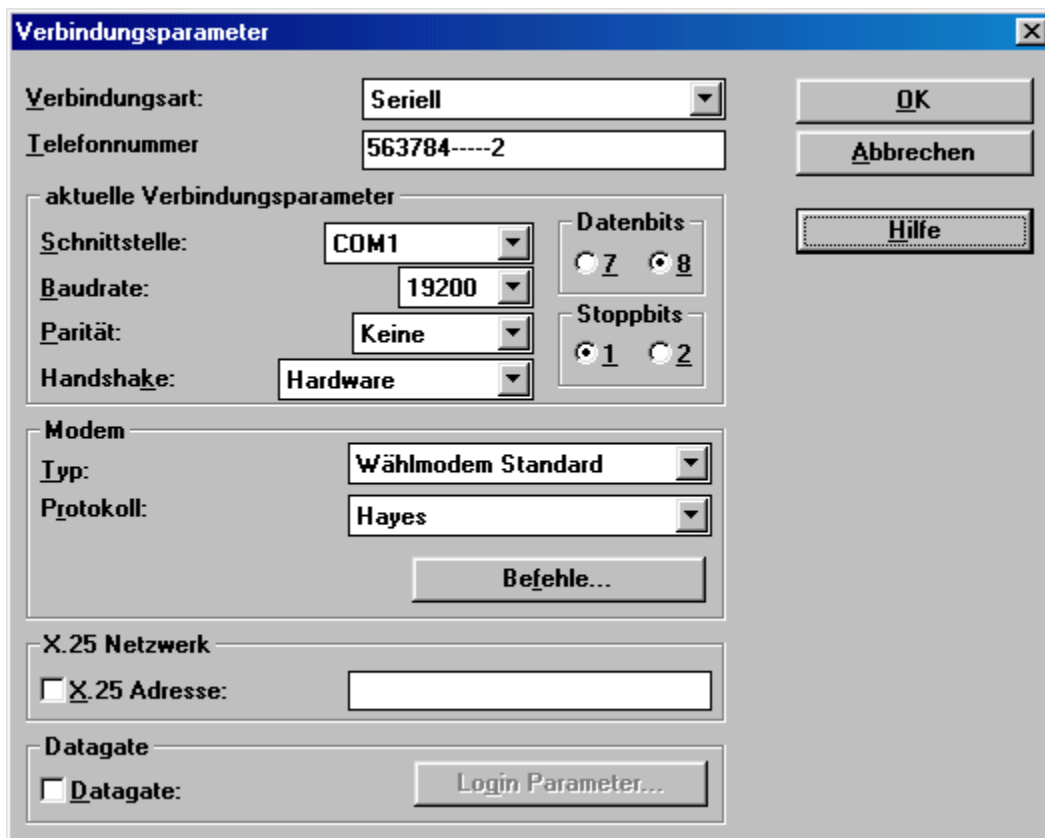 Verbindungsparameter
Verbindungsart: Seriell OK
Telefonnummer 563784-----2 Abbrechen
aktuelle Verbindungsparameter
Schnittstelle: COM1 Datenbits Hilfe
7 8
Baudrate: 19200
Parität: Keine Stoppbits
1 2
Handshake: Hardware
Modem
Typ: Wählmodem Standard
Protokoll: Hayes
Befehle...
X.25 Netzwerk
X.25 Adresse:
Datagate
Datagate: Login Parameter...